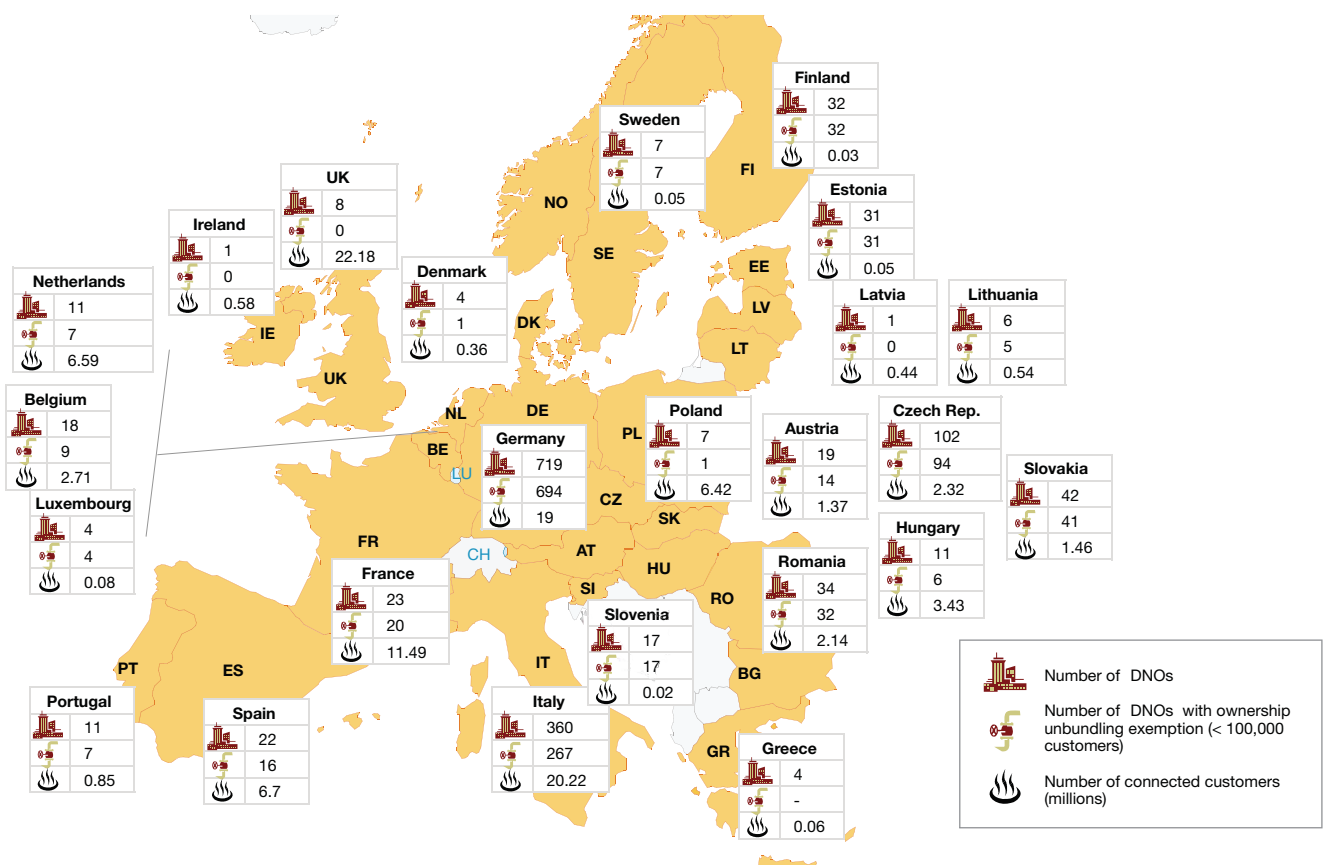 Finland
32
32
0.03
Sweden
7
7
0.05
FI
UK
8
0
22.18
Estonia
31
31
0.05
NO
Ireland
1
0
0.58
SE
Denmark
4
1
0.36
EE
Netherlands
11
7
6.59
Latvia
1
0
0.44
Lithuania
6
5
0.54
LV
DK
IE
LT
UK
Belgium
18
9
2.71
NL
DE
Poland
7
1
6.42
PL
Austria
19
14
1.37
Czech Rep.
102
94
2.32
BE
Germany
719
694
19
LU
Slovakia
42
41
1.46
CZ
Luxembourg
4
4
0.08
SK
Hungary
11
6
3.43
FR
CH
AT
HU
Romania
34
32
2.14
France
23
20
11.49
SI
RO
Slovenia
17
17
0.02
PT
ES
IT
BG
Portugal
11
7
0.85
Spain
22
16
6.7
Italy
360
267
20.22
GR
Greece
4
-
0.06
Number of DNOs
Number of DNOs with ownership
unbundling exemption (< 100,000
customers)
Number of connected customers
(millions)